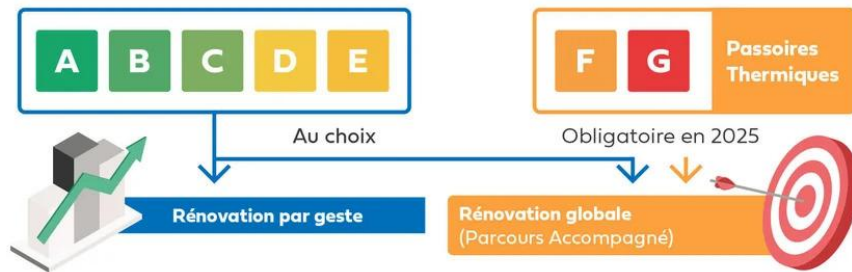 A B C D E
F G
Passoires
Thermiques
Au choix
Obligatoire en 2025
Rénovation par geste
Rénovation globale
(Parcours Accompagné)